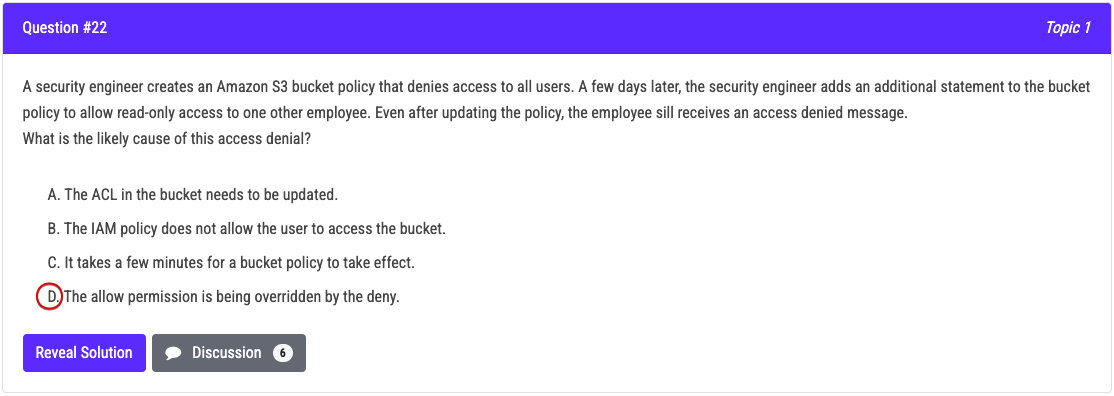 Question #22
Topic 1
A security engineer creates an Amazon S3 bucket policy that denies access to all users. A few days later, the security engineer adds an additional statement to the bucket
policy to allow read-only access to one other employee. Even after updating the policy, the employee sill receives an access denied message.
What is the likely cause of this access denial?
A. The ACL in the bucket needs to be updated.
B. The IAM policy does not allow the user to access the bucket.
C. It takes a few minutes for a bucket policy to take effect.
D. The allow permission is being overridden by the deny.
Reveal Solution
Discussion 6